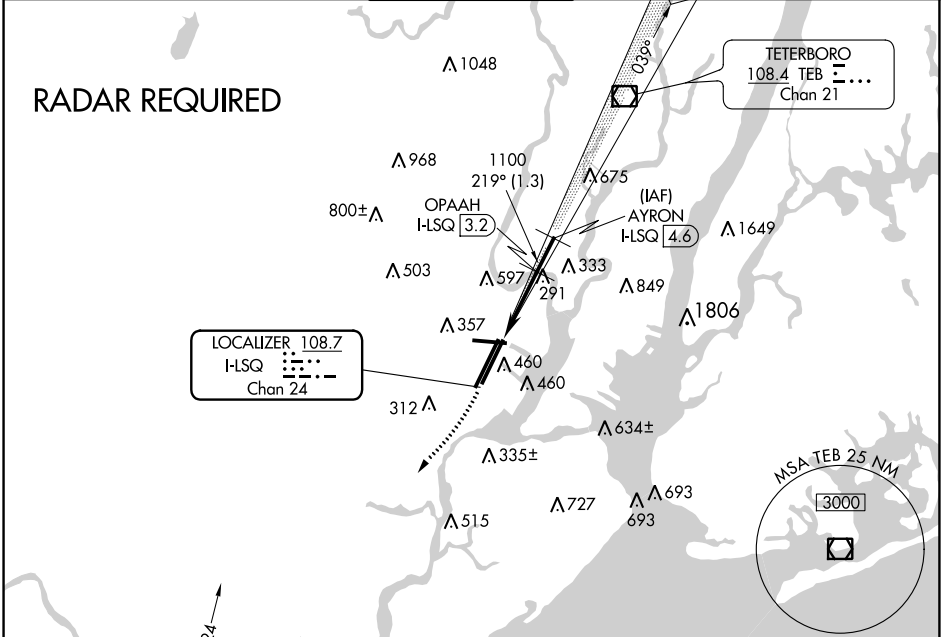 RADAR REQUIRED
1048
039°
TETERBORO
108.4 TEB
Chan 21
968
1100
219° (1.3)
675
800±
OPAAH
I-LSQ 3.2
(IAF)
AYRON
I-LSQ 4.6
1649
503
597
333
291
849
1806
357
LOCALIZER 108.7
I-LSQ
Chan 24
460
460
312
634±
335±
MSA TEB 25 NM
3000
727
693
693
515